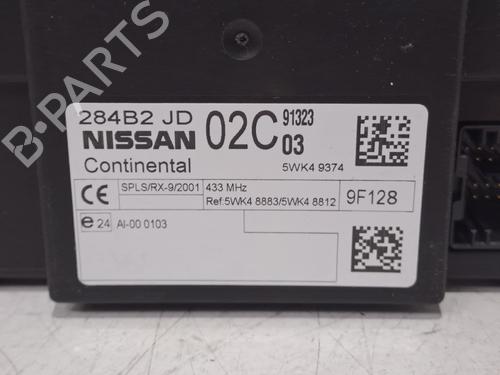 B-PARTS
284B2 JD
NISSAN 02C 91323
03
Continental
5WK4 9374
CE SPLS/RX-9/2001 433 MHz
Ref:5WK4 8883/5WK4 8812
9F128
e 24 AI-00 0103